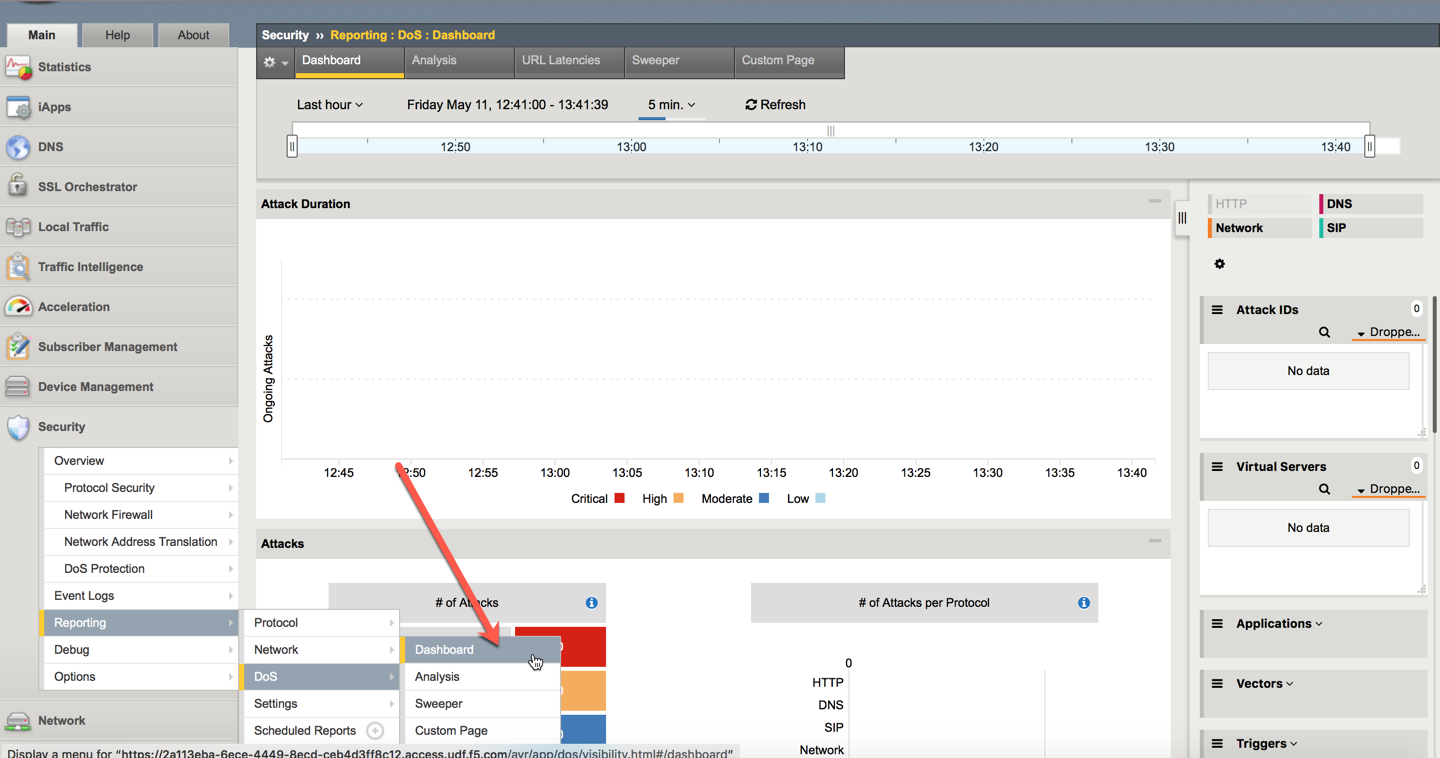 Main Help About
Security ›› Reporting : DoS : Dashboard
Dashboard Analysis URL Latencies Sweeper Custom Page
Statistics
iApps
DNS
SSL Orchestrator
Local Traffic
Traffic Intelligence
Acceleration
Subscriber Management
Device Management
Security
Overview
Protocol Security
Network Firewall
Network Address Translation
DoS Protection
Event Logs
Reporting
Debug
Options
Network
Protocol
Network
DoS
Settings
Scheduled Reports
Dashboard
Analysis
Sweeper
Custom Page
Last hour Friday May 11, 12:41:00 - 13:41:39 5 min. Refresh
12:50 13:00 13:10 13:20 13:30 13:40
Attack Duration
Ongoing Attacks
12:45 12:50 12:55 13:00 13:05 13:10 13:15 13:20 13:25 13:30 13:35 13:40
Critical High Moderate Low
Attacks
# of Attacks
# of Attacks per Protocol
0
HTTP
DNS
SIP
Network
HTTP DNS
Network SIP
Attack IDs 0
Droppe...
No data
Virtual Servers 0
Droppe...
No data
Applications
Vectors
Triggers
Display a menu for “https://2a113eba-6ece-4449-8ecd-ceb4d3ff8c12.access.udf.f5.com/avr/app/dos/visibility.html#/dashboard”